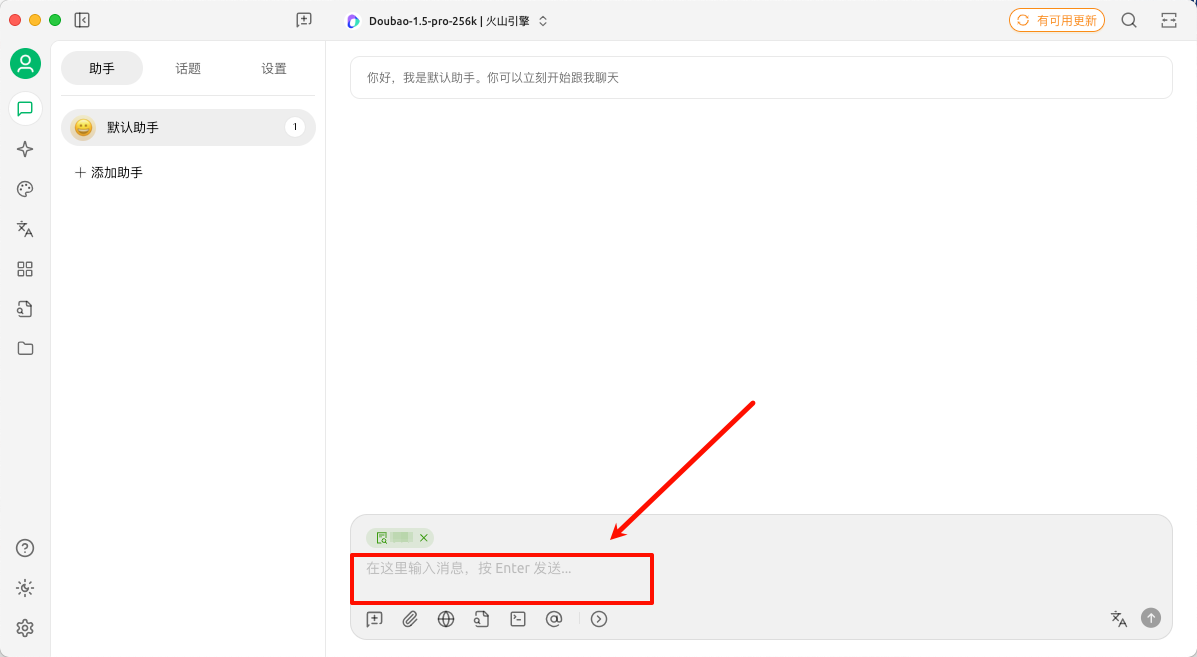 Doubao-1.5-pro-256k | 火山引擎
有可用更新
助手
话题
设置
默认助手
1
添加助手
你好，我是默认助手。你可以立刻开始跟我聊天
在这里输入消息，按 Enter 发送...